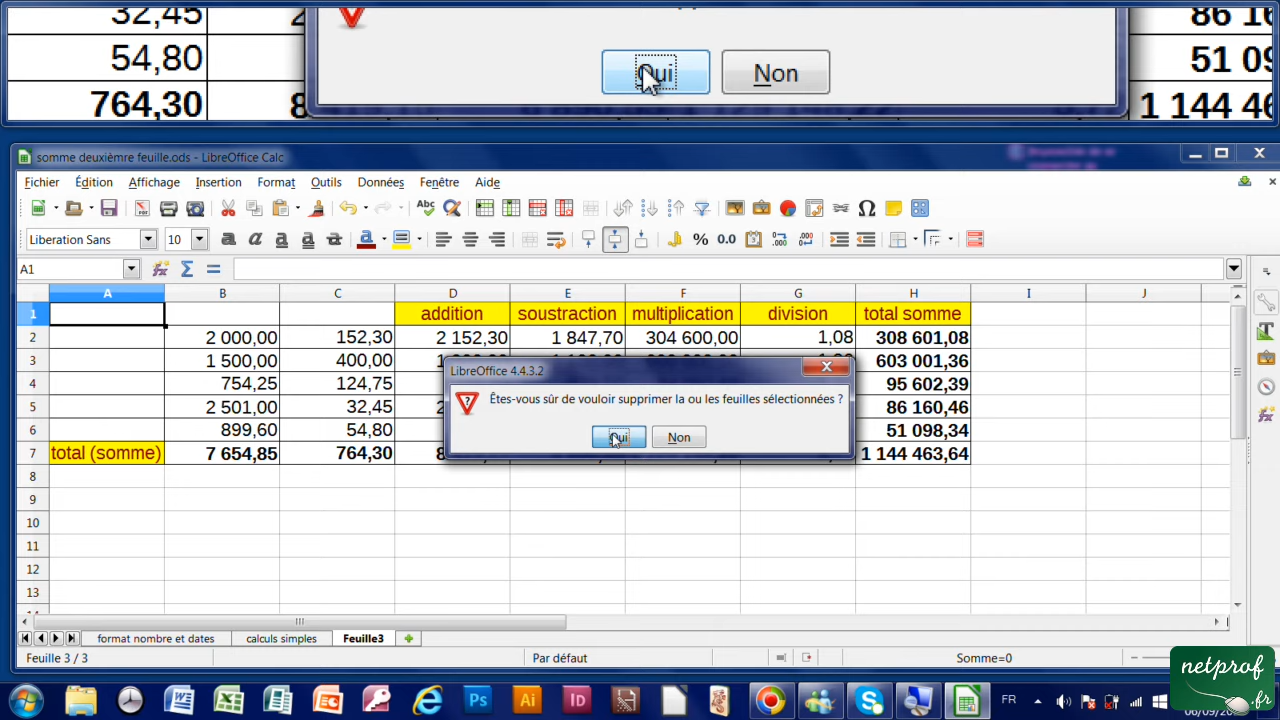 32,45
54,80
764,30
Oui Non
51 09
1 144 46
somme deuxièmre feuille.ods - LibreOffice Calc
Fichier Édition Affichage Insertion Format Outils Données Fenêtre Aide
Liberation Sans 10
A1
A B C D E F G H I J
1 addition soustraction multiplication division total somme
2 2 000,00 152,30 2 152,30 1 847,70 304 600,00 1,08 308 601,08
3 1 500,00 400,00 603 001,36
4 754,25 124,75 95 602,39
5 2 501,00 32,45 86 160,46
6 899,60 54,80 51 098,34
7 total (somme) 7 654,85 764,30 1 144 463,64
LibreOffice 4.4.3.2
Êtes-vous sûr de vouloir supprimer la ou les feuilles sélectionnées ?
Oui Non
8
9
10
11
12
13
format nombre et dates calculs simples Feuille3
Feuille 3 / 3 Par défaut Somme=0
FR
netprof
.fr